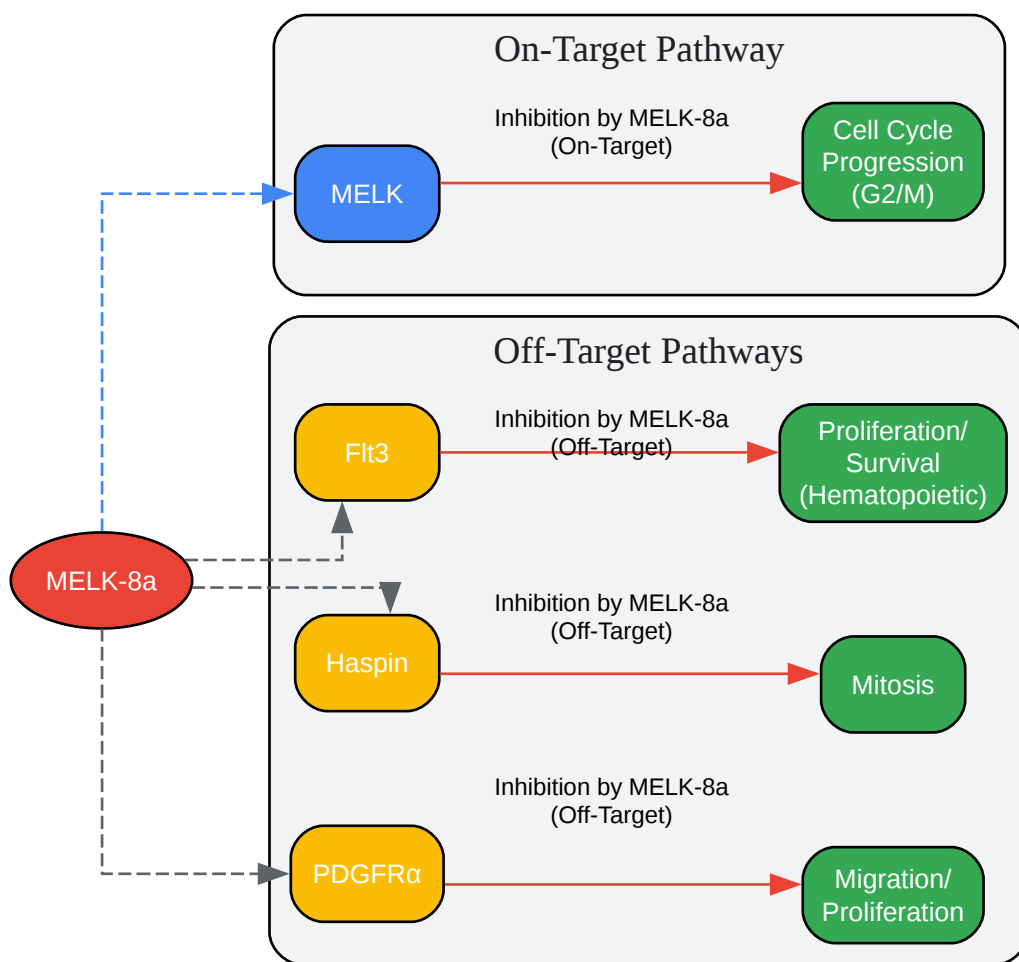 On-Target Pathway
Inhibition by MELK-8a
(On-Target)
MELK
Cell Cycle
Progression
(G2/M)
Off-Target Pathways
Inhibition by MELK-8a
(Off-Target)
Flt3
Proliferation/
Survival
(Hematopoietic)
MELK-8a
Inhibition by MELK-8a
(Off-Target)
Haspin
Mitosis
Inhibition by MELK-8a
(Off-Target)
PDGFRα
Migration/
Proliferation